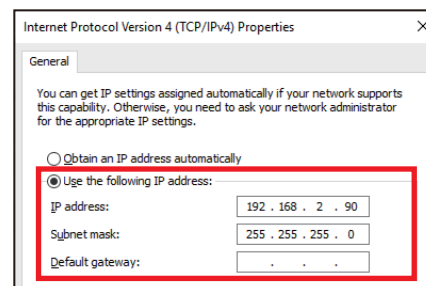 Internet Protocol Version 4 (TCP/IPv4) Properties
General
You can get IP settings assigned automatically if your network supports
this capability. Otherwise, you need to ask your network administrator
for the appropriate IP settings.
Obtain an IP address automatically
Use the following IP address:
IP address: 192 . 168 . 2 . 90
Subnet mask: 255 . 255 . 255 . 0
Default gateway: . . .